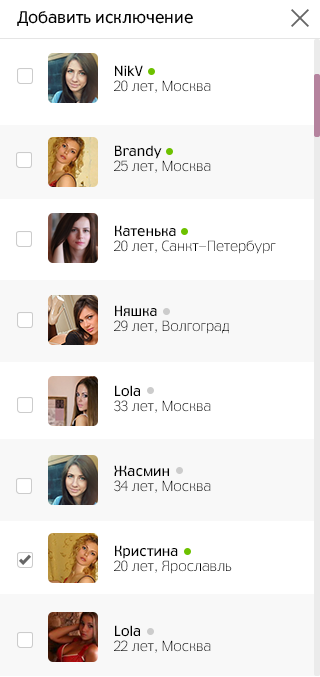 Добавить исключение
NikV
20 лет, Москва
Brandy
25 лет, Москва
Катенька
20 лет, Санкт-Петербург
Няшка
29 лет, Волгоград
Lola
33 лет, Москва
Жасмин
34 лет, Москва
Кристина
20 лет, Ярославль
Lola
22 лет, Москва